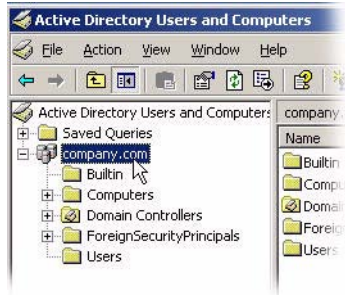 Active Directory Users and Computers
File Action View Window Help
Active Directory Users and Computers
Saved Queries
company.com
Builtin
Computers
Domain Controllers
ForeignSecurityPrincipals
Users
company.
Name
Builtin
Compu
Domai
Foreig
Users